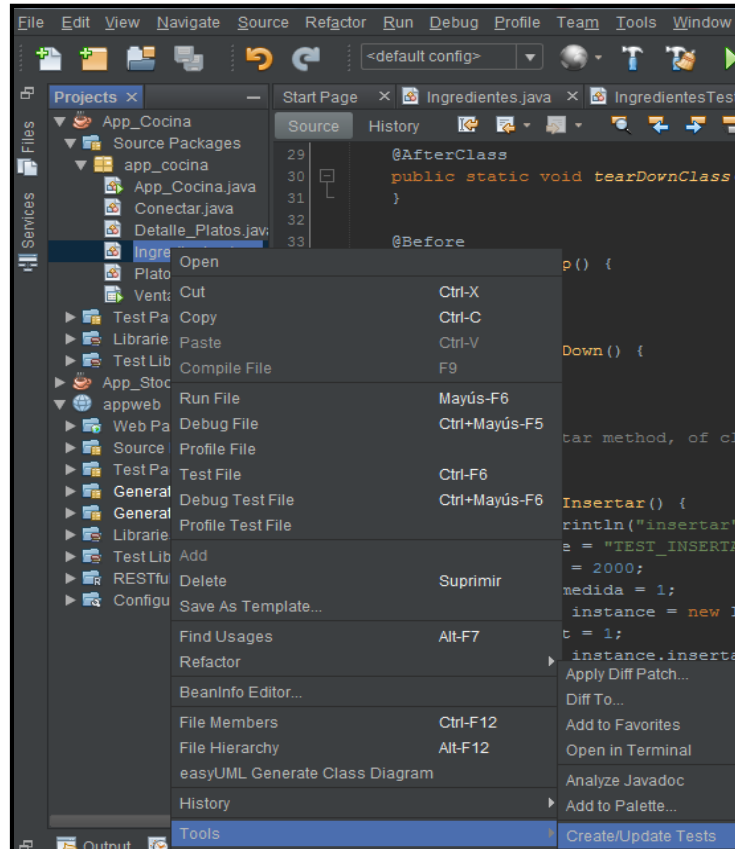 File Edit View Navigate Source Refactor Run Debug Profile Team Tools Window
<default config>
Projects
Start Page
Ingredientes.java
IngredientesTest
Files
Services
App_Cocina
Source Packages
app_cocina
App_Cocina.java
Conectar.java
Detalle_Platos.java
Ingre
Plato
Venta
Test Pa
Librarie
Test Lib
App_Stoc
appweb
Web Pa
Source
Test Pa
Generat
Generat
Librarie
Test Lib
RESTfu
Configu
Output
Source History
29 @AfterClass
30 public static void tearDownClass
31 }
32
33 @Before
p() {
Down() {
tar method, of cl
Insertar() {
rintln("insertar"
e = "TEST_INSERTA
= 2000;
medida = 1;
instance = new I
t = 1;
instance.inserta
Open
Cut Ctrl-X
Copy Ctrl-C
Paste Ctrl-V
Compile File F9
Run File Mayús-F6
Debug File Ctrl+Mayús-F5
Profile File
Test File Ctrl-F6
Debug Test File Ctrl+Mayús-F6
Profile Test File
Add
Delete Suprimir
Save As Template...
Find Usages Alt-F7
Refactor
BeanInfo Editor...
File Members Ctrl-F12
File Hierarchy Alt-F12
easyUML Generate Class Diagram
History
Tools
Apply Diff Patch...
Diff To...
Add to Favorites
Open in Terminal
Analyze Javadoc
Add to Palette...
Create/Update Tests